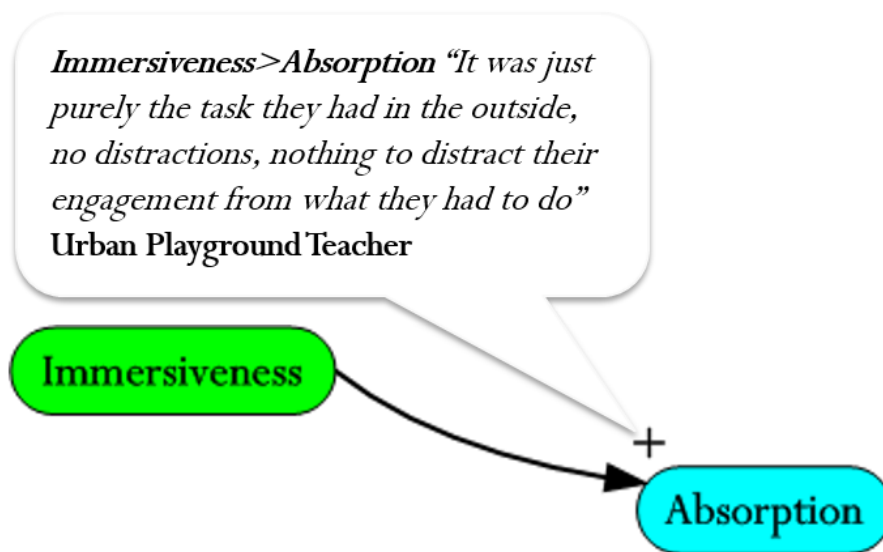 Immersiveness>Absorption “It was just
purely the task they had in the outside,
no distractions, nothing to distract their
engagement from what they had to do”
Urban Playground Teacher
Immersiveness
+
Absorption